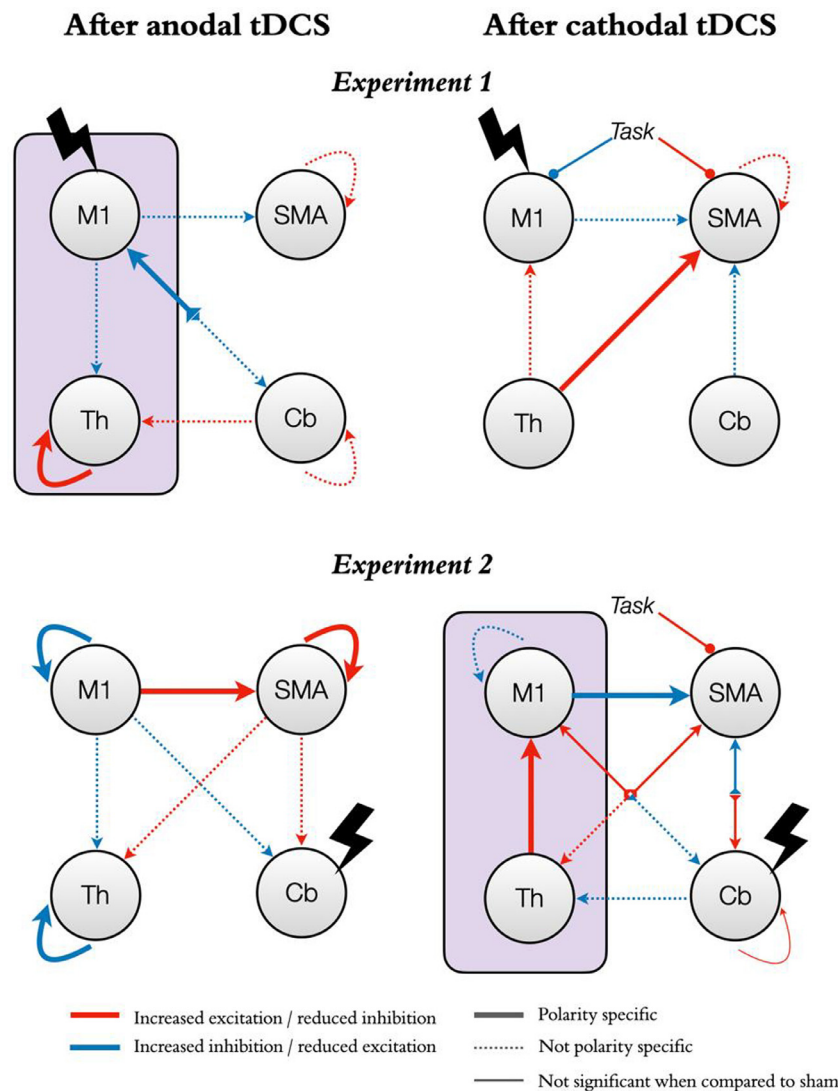 After anodal tDCS
After cathodal tDCS
Experiment 1
M1
SMA
Th
Cb
Task
M1
SMA
Th
Cb
Experiment 2
M1
SMA
Th
Cb
Task
M1
SMA
Th
Cb
Increased excitation / reduced inhibition
Increased inhibition / reduced excitation
Polarity specific
Not polarity specific
Not significant when compared to sham